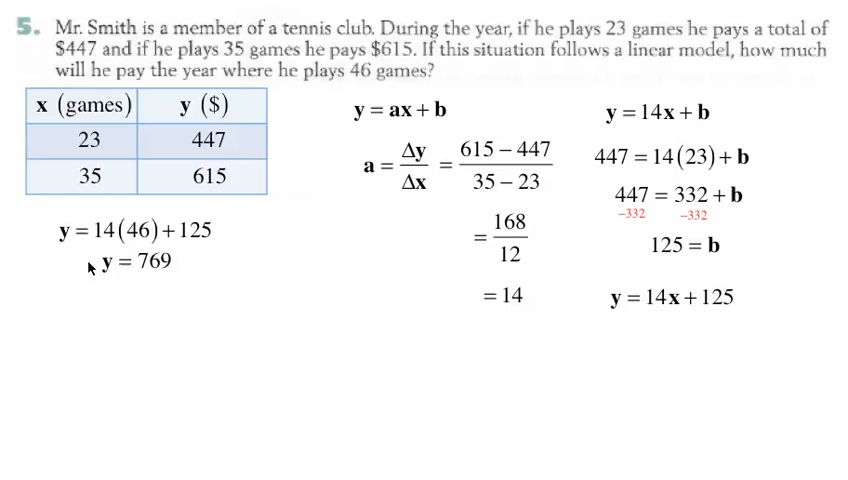 5. Mr. Smith is a member of a tennis club. During the year, if he plays 23 games he pays a total of
$447 and if he plays 35 games he pays $615. If this situation follows a linear model, how much
will he pay the year where he plays 46 games?
x (games) y ($)
23 447
35 615
y = 14(46) + 125
y = 769
y = ax + b
a = Δy/Δx = (615 − 447)/(35 − 23)
= 168/12
= 14
y = 14x + b
447 = 14(23) + b
447 = 332 + b
−332 −332
125 = b
y = 14x + 125